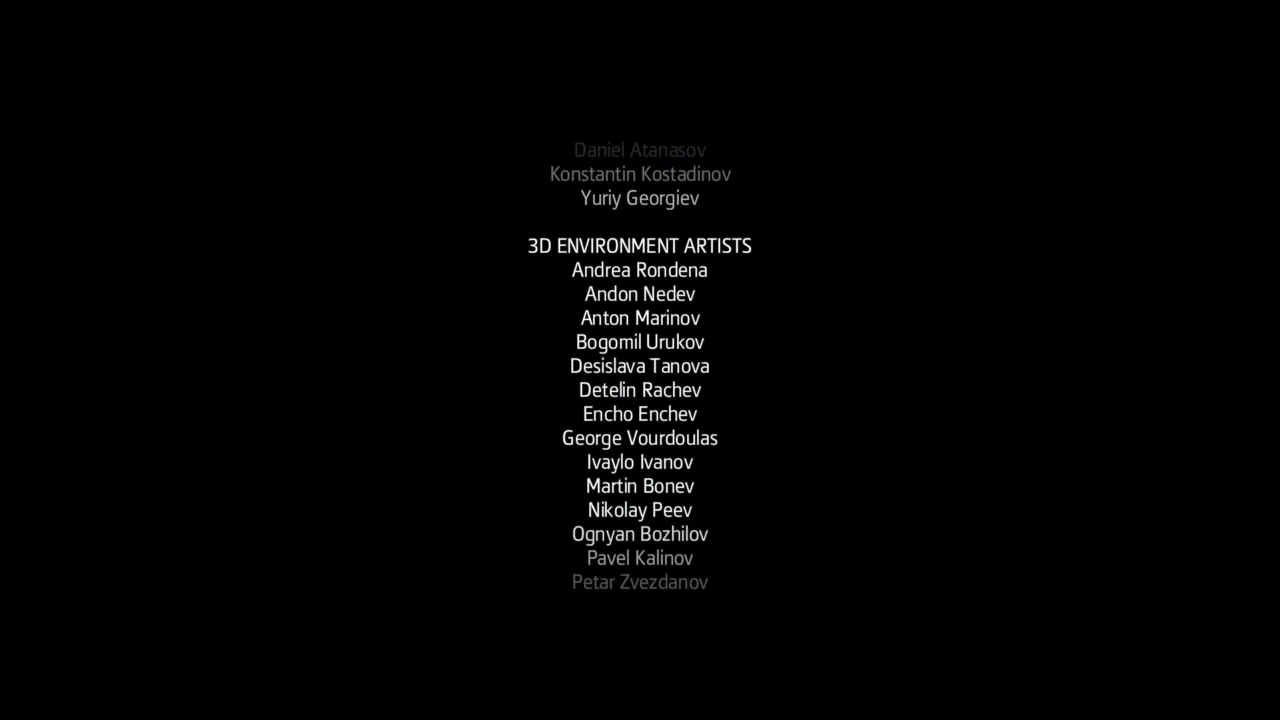 Daniel Atanasov
Konstantin Kostadinov
Yuriy Georgiev
3D ENVIRONMENT ARTISTS
Andrea Rondena
Andon Nedev
Anton Marinov
Bogomil Urukov
Desislava Tanova
Detelin Rachev
Encho Enchev
George Vourdoulas
Ivaylo Ivanov
Martin Bonev
Nikolay Peev
Ognyan Bozhilov
Pavel Kalinov
Petar Zvezdanov